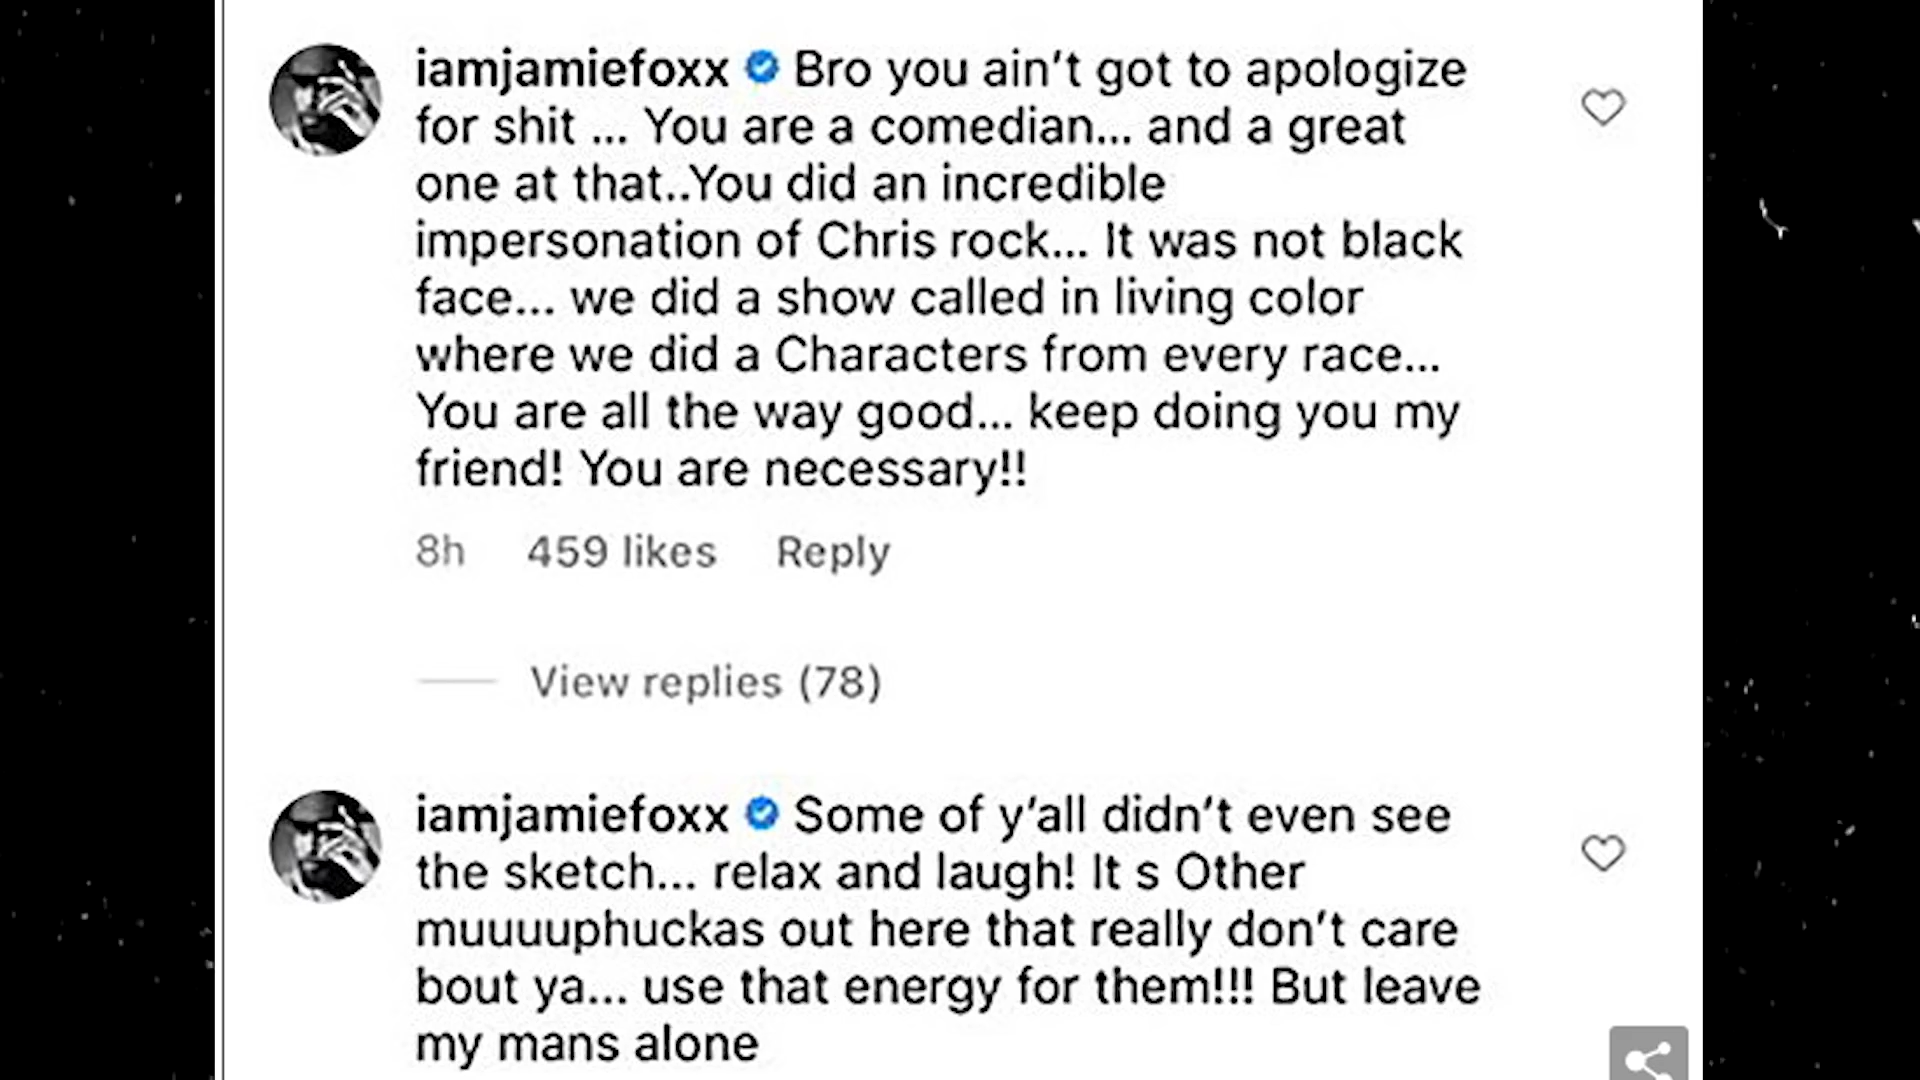 iamjamiefoxx Bro you ain't got to apologize
for shit ... You are a comedian... and a great
one at that..You did an incredible
impersonation of Chris rock... It was not black
face... we did a show called in living color
where we did a Characters from every race...
You are all the way good... keep doing you my
friend! You are necessary!!
8h 459 likes Reply
View replies (78)
iamjamiefoxx Some of y'all didn't even see
the sketch... relax and laugh! It s Other
muuuuphuckas out here that really don't care
bout ya... use that energy for them!!! But leave
my mans alone